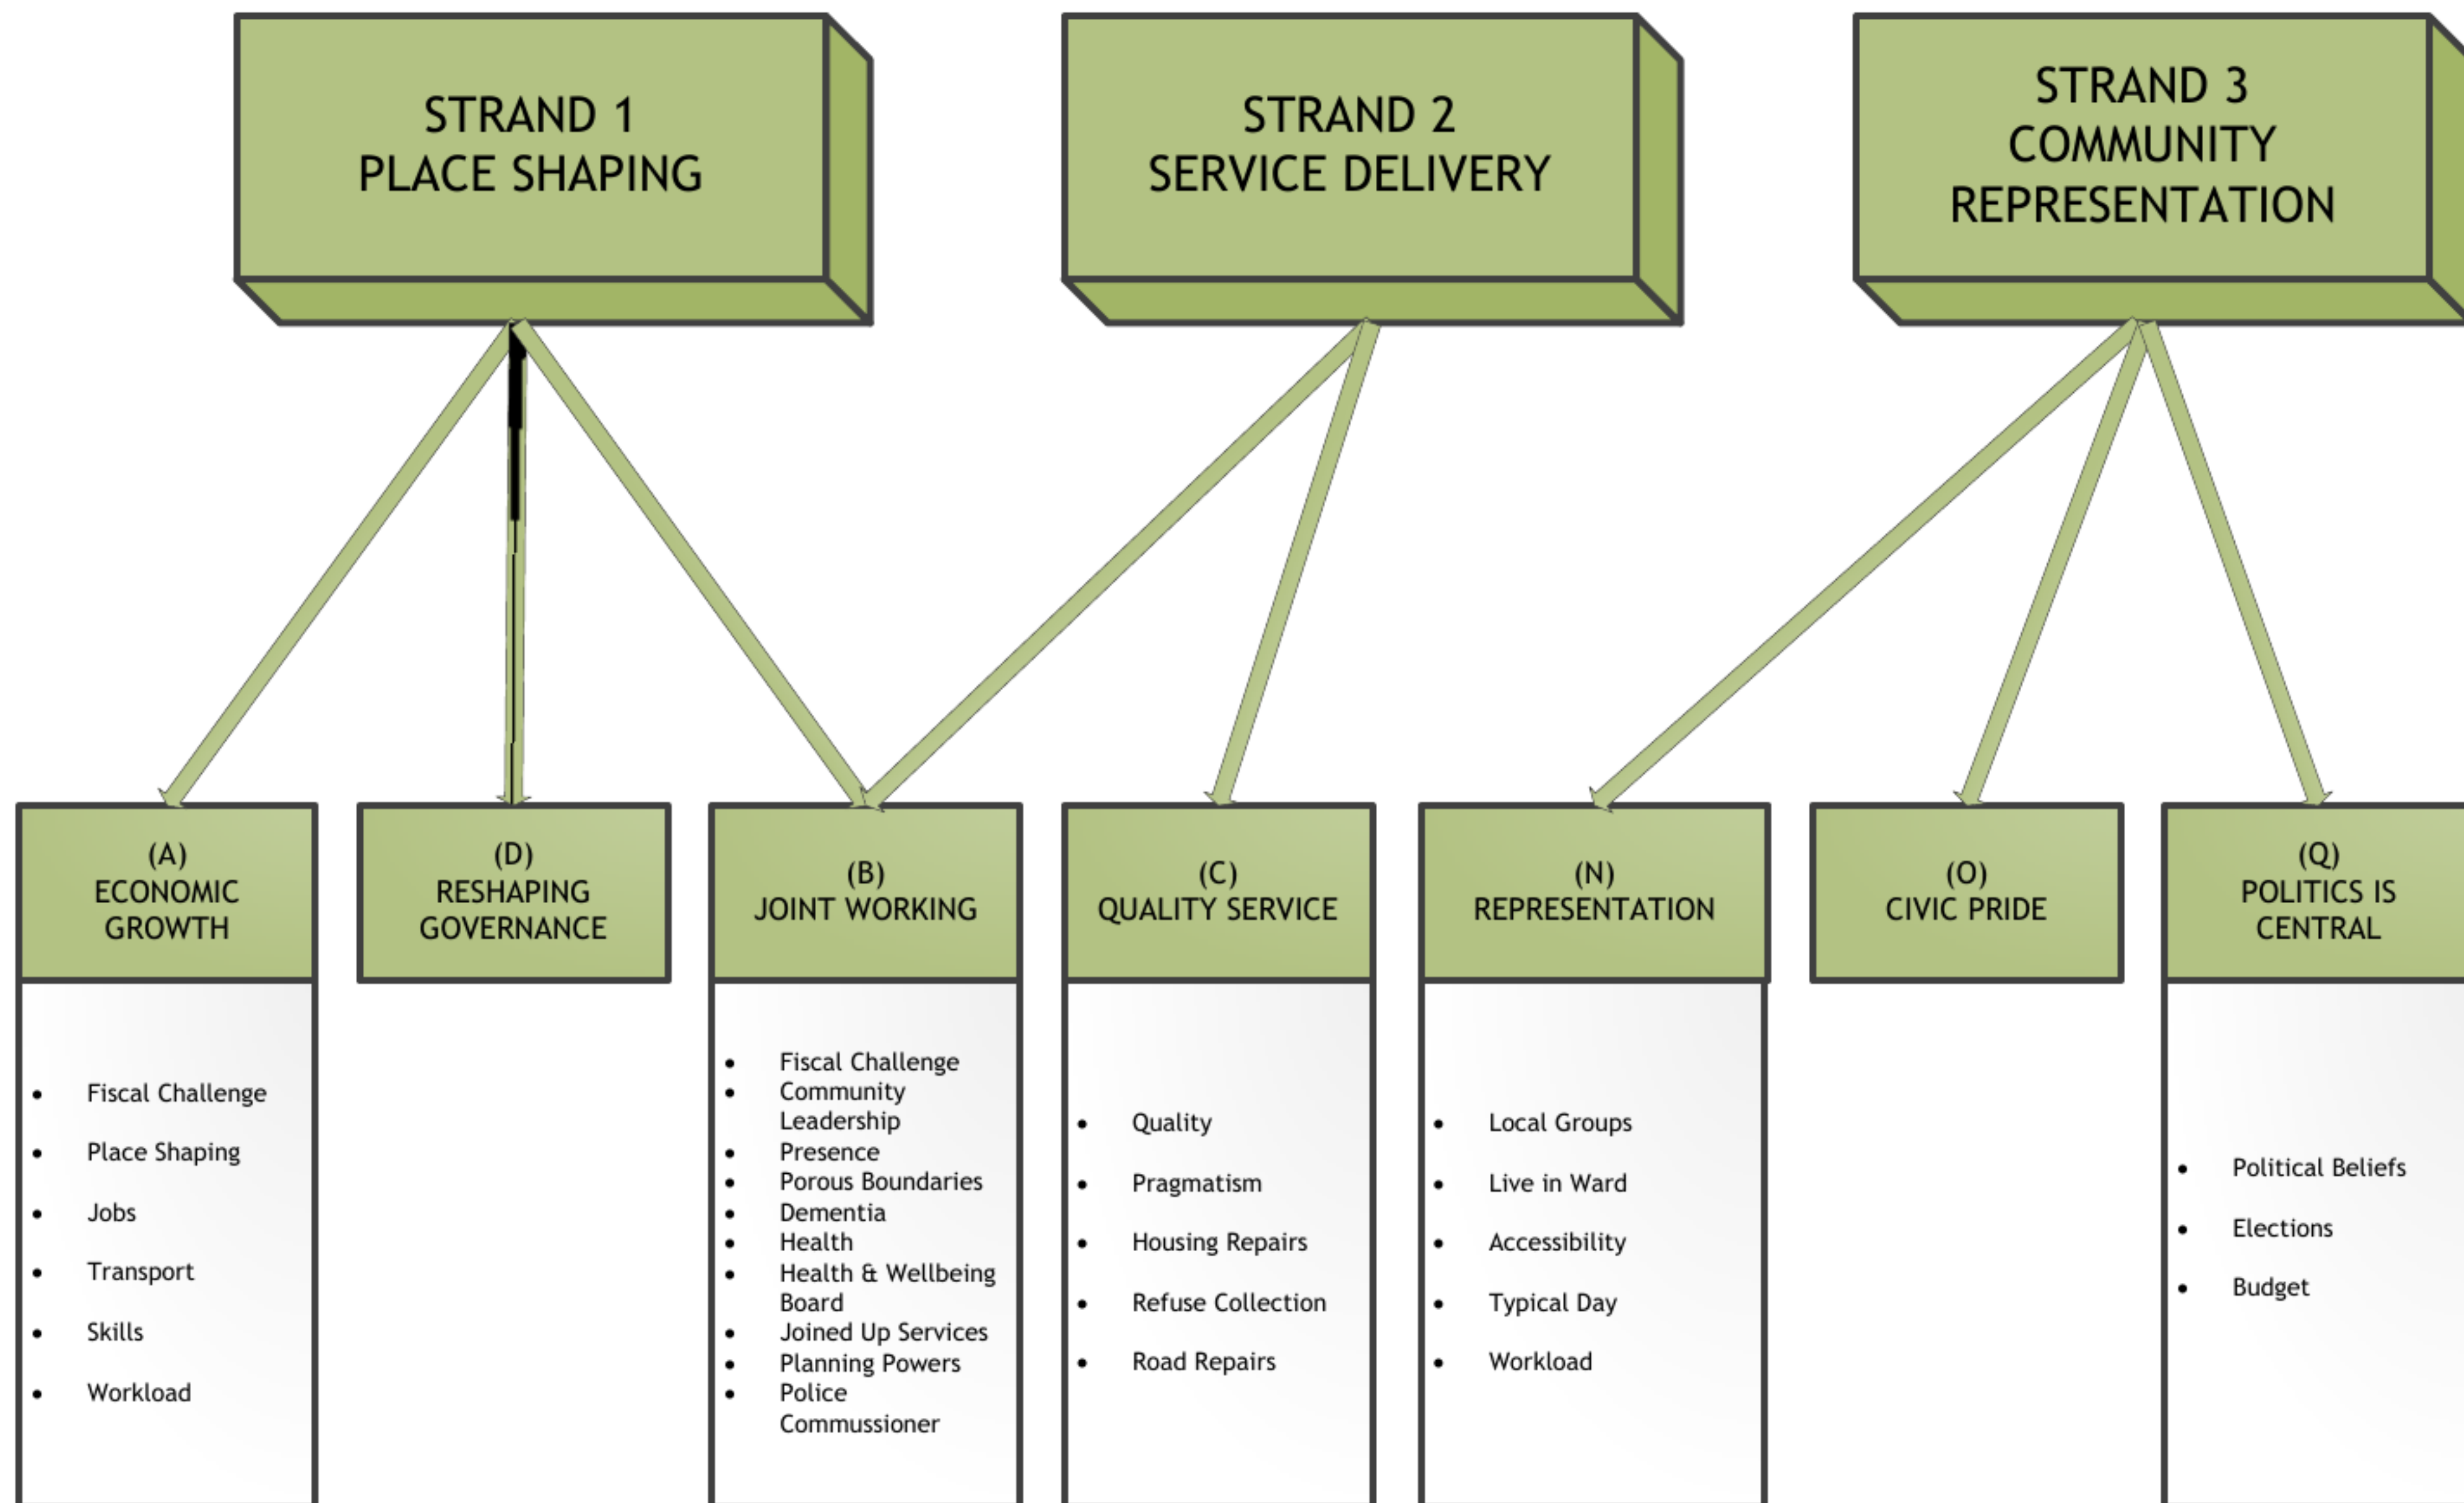 STRAND 1
PLACE SHAPING
STRAND 2
SERVICE DELIVERY
STRAND 3
COMMUNITY
REPRESENTATION
(A)
ECONOMIC
GROWTH
(D)
RESHAPING
GOVERNANCE
(B)
JOINT WORKING
(C)
QUALITY SERVICE
(N)
REPRESENTATION
(O)
CIVIC PRIDE
(Q)
POLITICS IS
CENTRAL
• Fiscal Challenge
• Place Shaping
• Jobs
• Transport
• Skills
• Workload
• Fiscal Challenge
• Community
Leadership
• Presence
• Porous Boundaries
• Dementia
• Health
• Health & Wellbeing
Board
• Joined Up Services
• Planning Powers
• Police
Commussioner
• Quality
• Pragmatism
• Housing Repairs
• Refuse Collection
• Road Repairs
• Local Groups
• Live in Ward
• Accessibility
• Typical Day
• Workload
• Political Beliefs
• Elections
• Budget